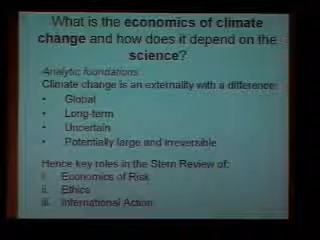 What is the economics of climate
change and how does it depend on the
science?
Analytic foundations:
Climate change is an externality with a difference:
• Global
• Long-term
• Uncertain
• Potentially large and irreversible
Hence key roles in the Stern Review of:
i. Economics of Risk
ii. Ethics
iii. International Action